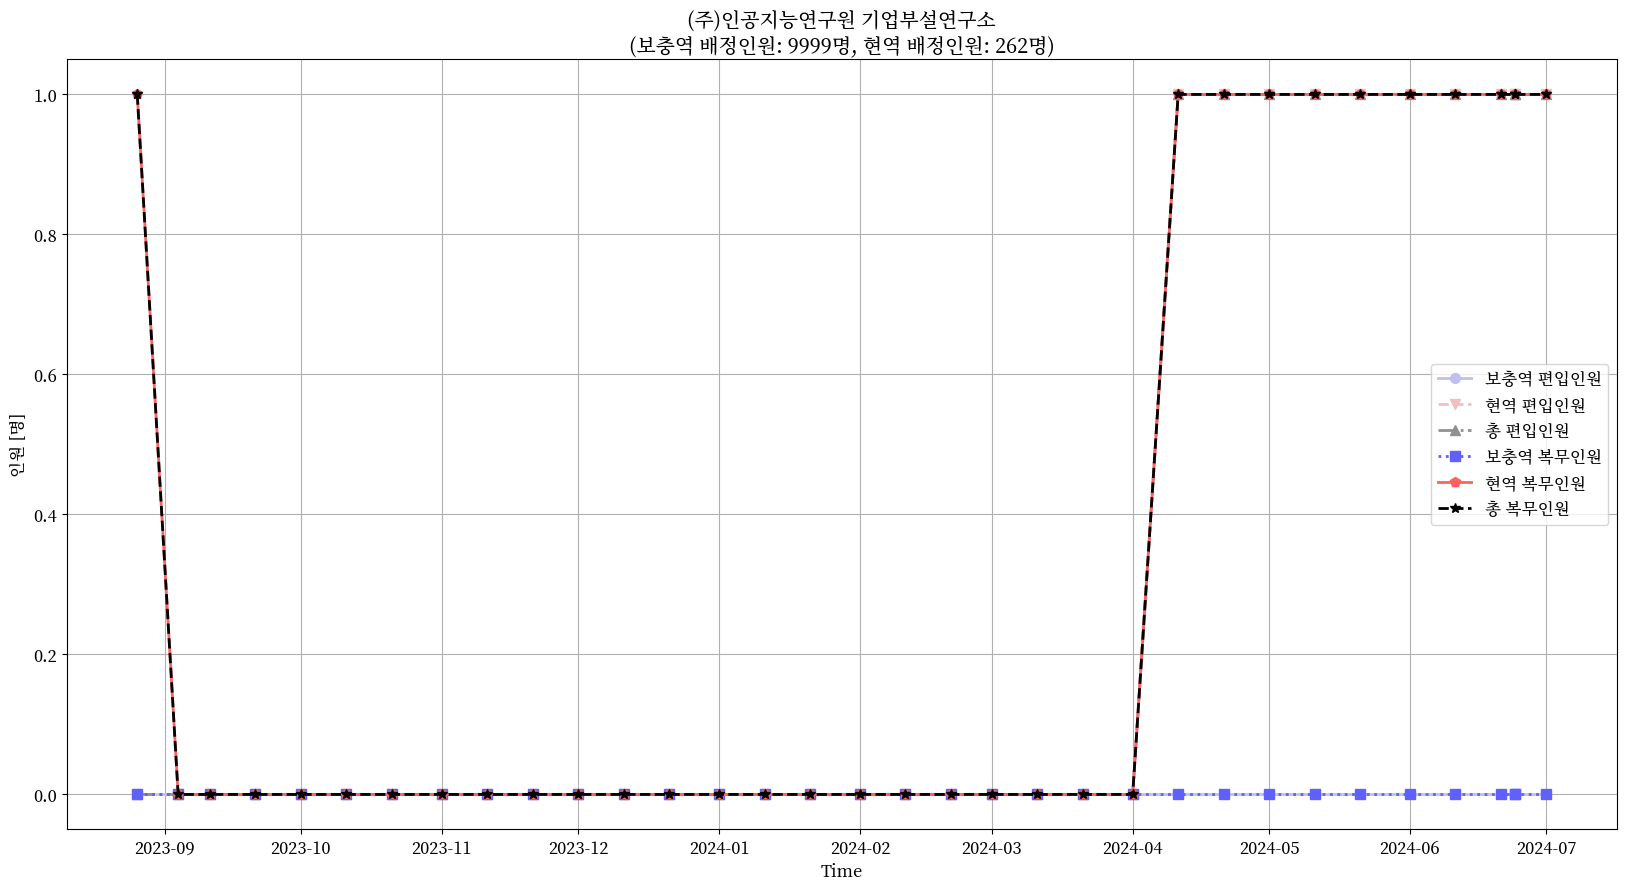 (주)인공지능연구원 기업부설연구소
(보충역 배정인원: 9999명, 현역 배정인원: 262명)
1.0
0.8
0.6
0.4
0.2
0.0
인원 [명]
보충역 편입인원
현역 편입인원
총 편입인원
보충역 복무인원
현역 복무인원
총 복무인원
2023-09 2023-10 2023-11 2023-12 2024-01 2024-02 2024-03 2024-04 2024-05 2024-06 2024-07
Time